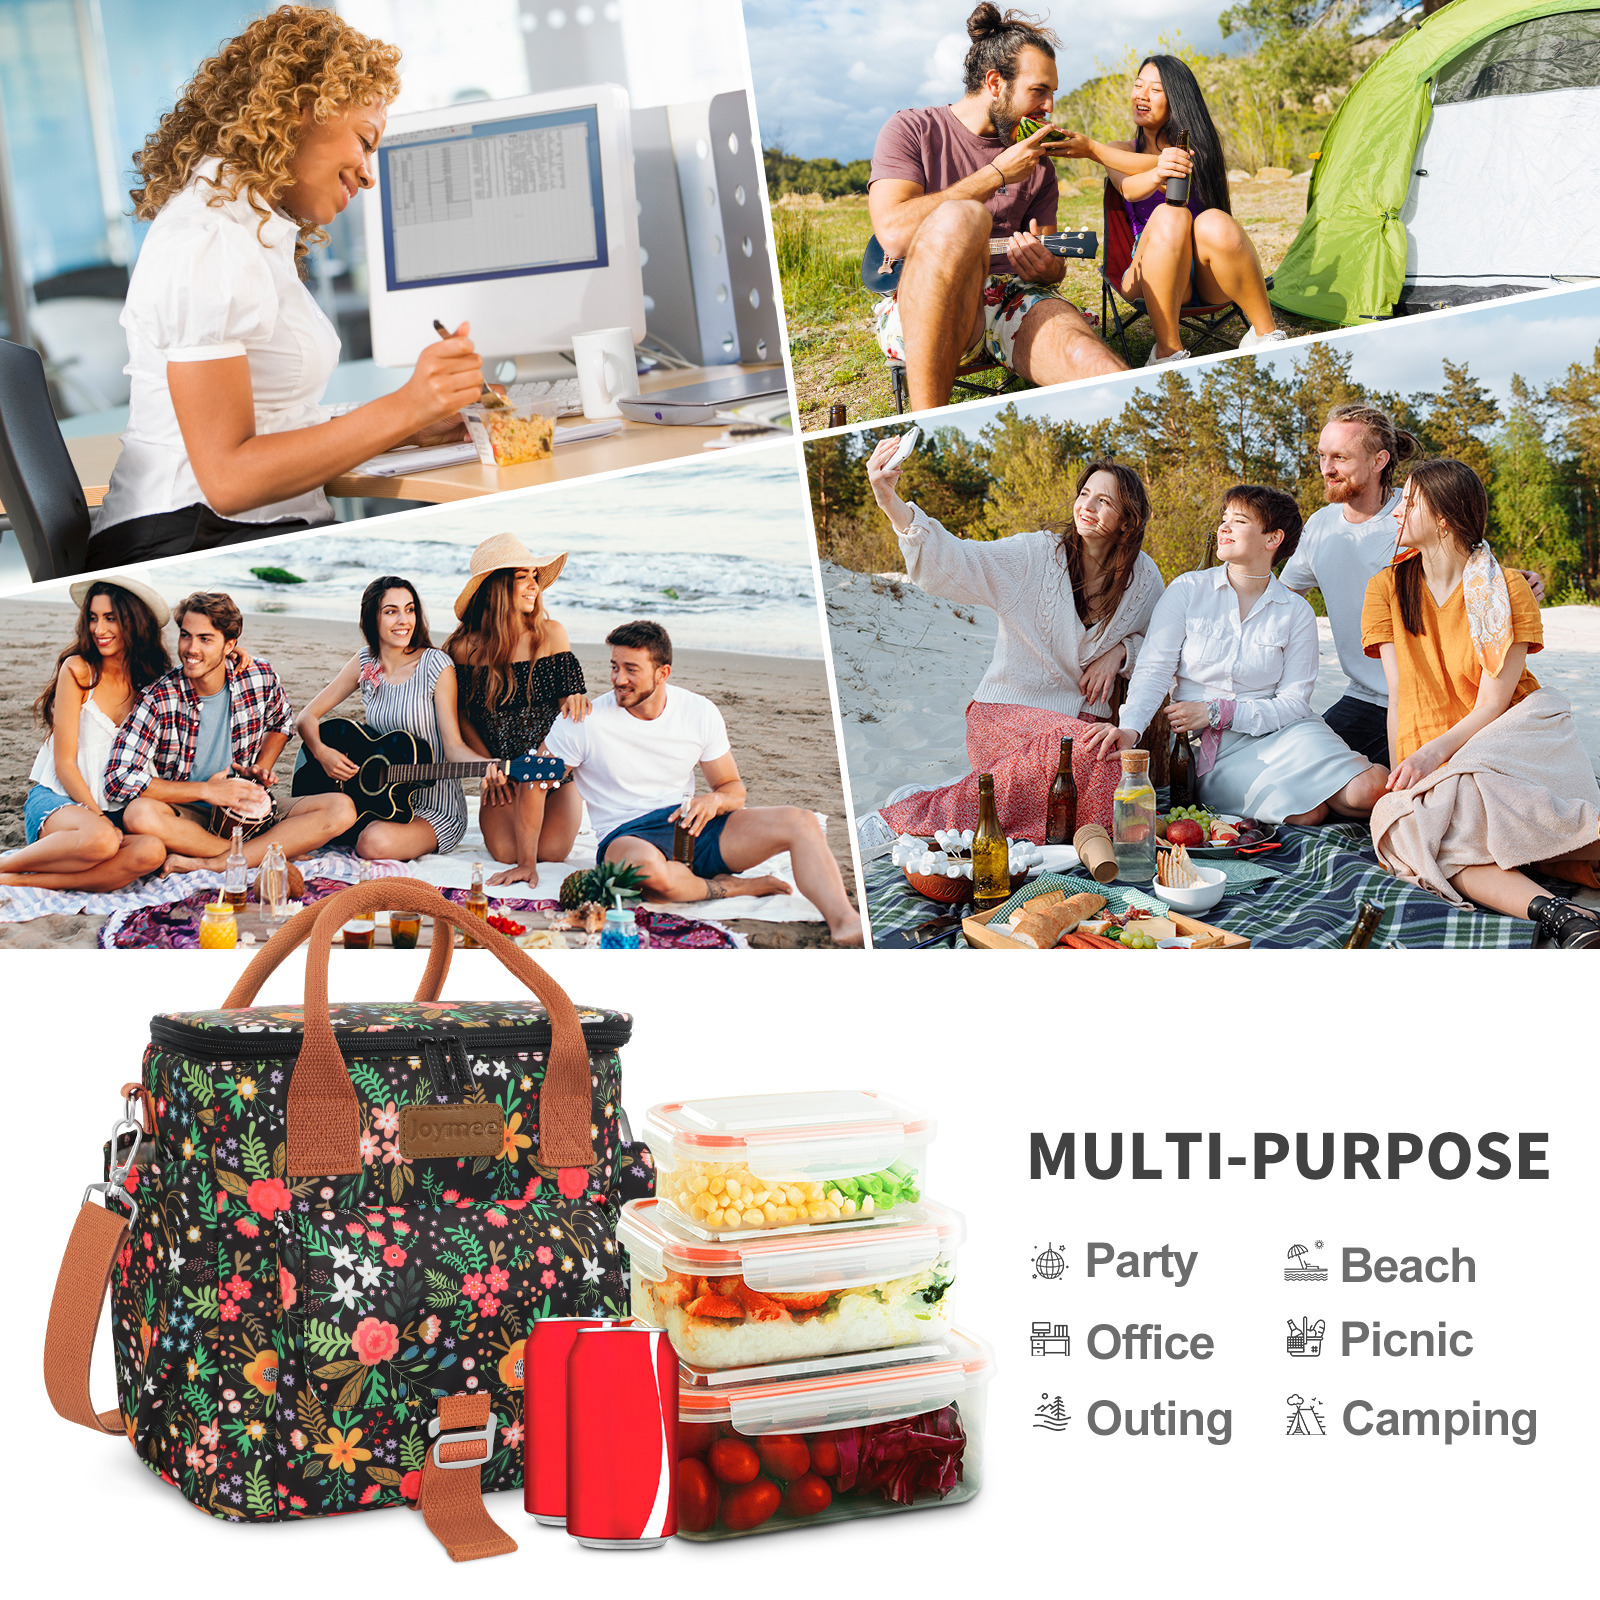 Joymee
MULTI-PURPOSE
Party
Beach
Office
Picnic
Outing
Camping